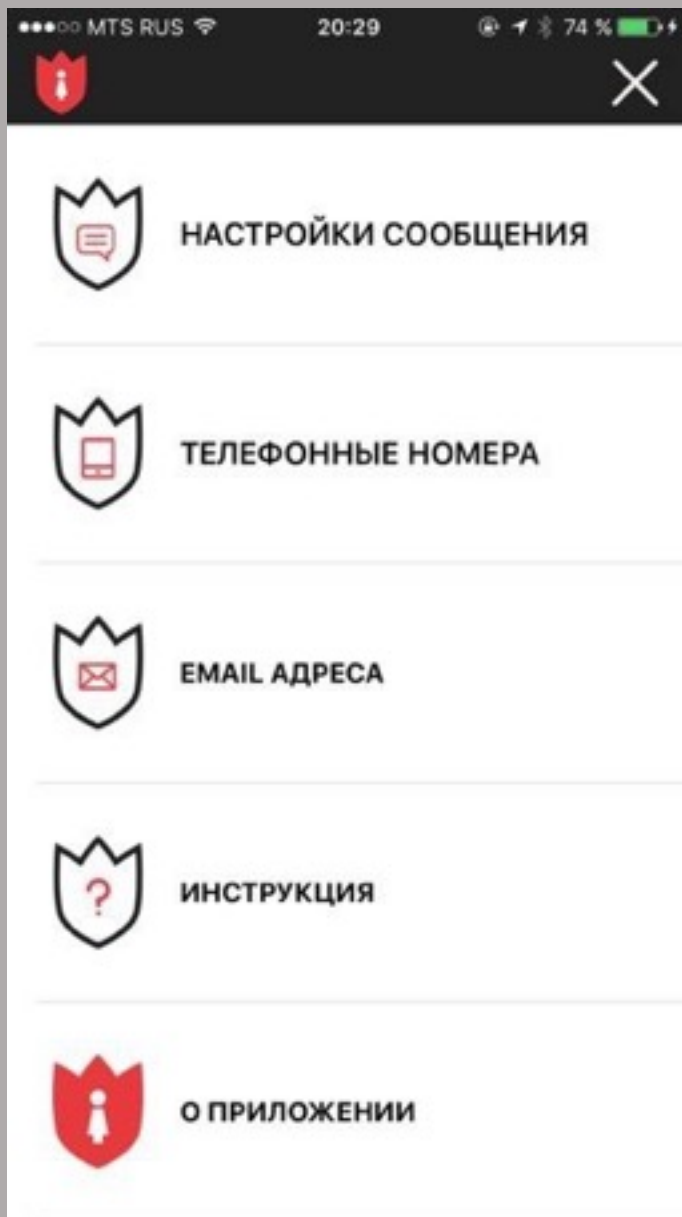 MTS RUS 20:29 74 %
НАСТРОЙКИ СООБЩЕНИЯ
ТЕЛЕФОННЫЕ НОМЕРА
EMAIL АДРЕСА
?
ИНСТРУКЦИЯ
О ПРИЛОЖЕНИИ